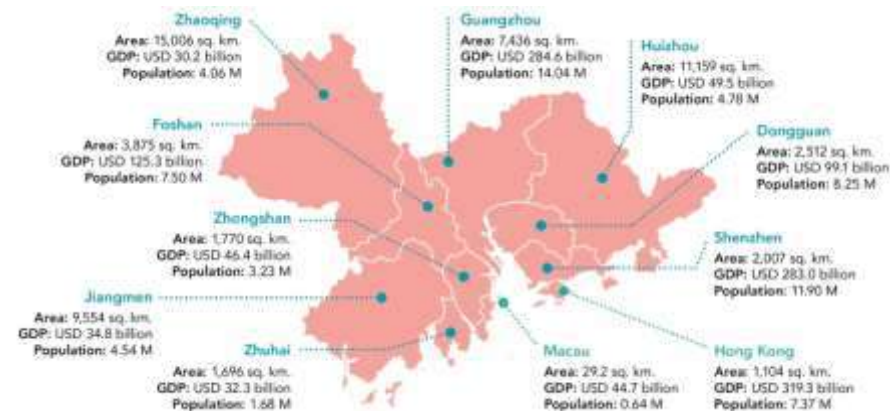 Zhaoqing
Area: 15,006 sq. km.
GDP: USD 30.2 billion
Population: 4.06 M
Guangzhou
Area: 7,436 sq. km.
GDP: USD 284.6 billion
Population: 14.04 M
Huizhou
Area: 11,159 sq. km.
GDP: USD 49.5 billion
Population: 4.78 M
Foshan
Area: 3,875 sq. km.
GDP: USD 125.3 billion
Population: 7.50 M
Dongguan
Area: 2,512 sq. km.
GDP: USD 99.1 billion
Population: 8.25 M
Zhongshan
Area: 1,770 sq. km.
GDP: USD 46.4 billion
Population: 3.23 M
Shenzhen
Area: 2,007 sq. km.
GDP: USD 283.0 billion
Population: 11.90 M
Jiangmen
Area: 9,554 sq. km.
GDP: USD 34.8 billion
Population: 4.54 M
Zhuhai
Area: 1,696 sq. km.
GDP: USD 32.3 billion
Population: 1.68 M
Macau
Area: 29.2 sq. km.
GDP: USD 44.7 billion
Population: 0.64 M
Hong Kong
Area: 1,104 sq. km.
GDP: USD 319.3 billion
Population: 7.37 M